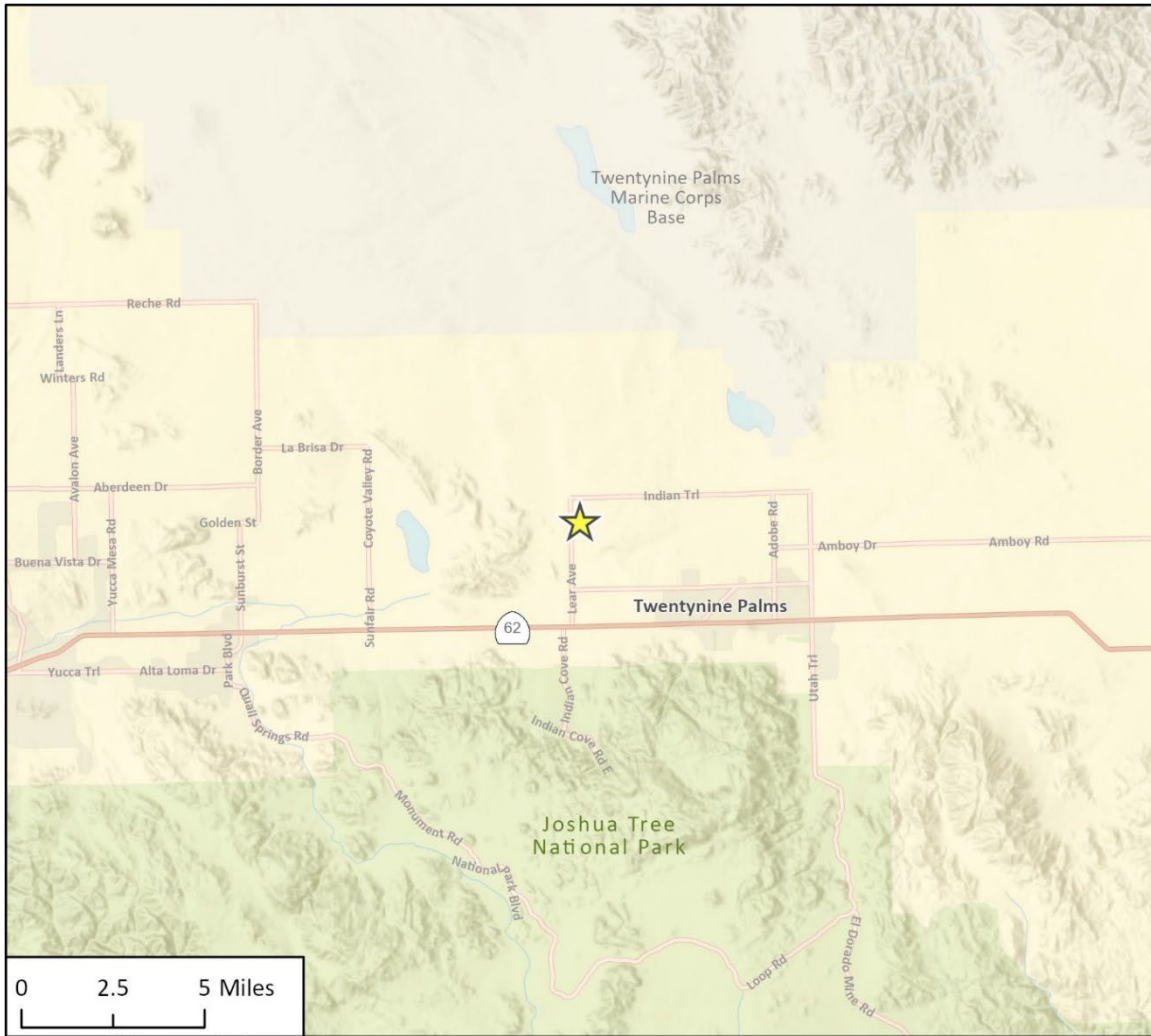 Twentynine Palms
Marine Corps
Base
Reche Rd
Landers Ln
Winters Rd
Avalon Ave
Border Ave
La Brisa Dr
Coyote Valley Rd
Aberdeen Dr
Indian Trl
Golden St
Adobe Rd
Amboy Dr
Amboy Rd
Buena Vista Dr
Yucca Mesa Rd
Sunburst St
Lear Ave
Sunfair Rd
Twentynine Palms
62
Yucca Trl
Alta Loma Dr
Park Blvd
Indian Cove Rd
Utah Trl
Quail Springs Rd
Indian Cove Rd E
Monument Rd
Joshua Tree
National Park
National Park Blvd
Loop Rd
El Dorado Mine Rd
0 2.5 5 Miles